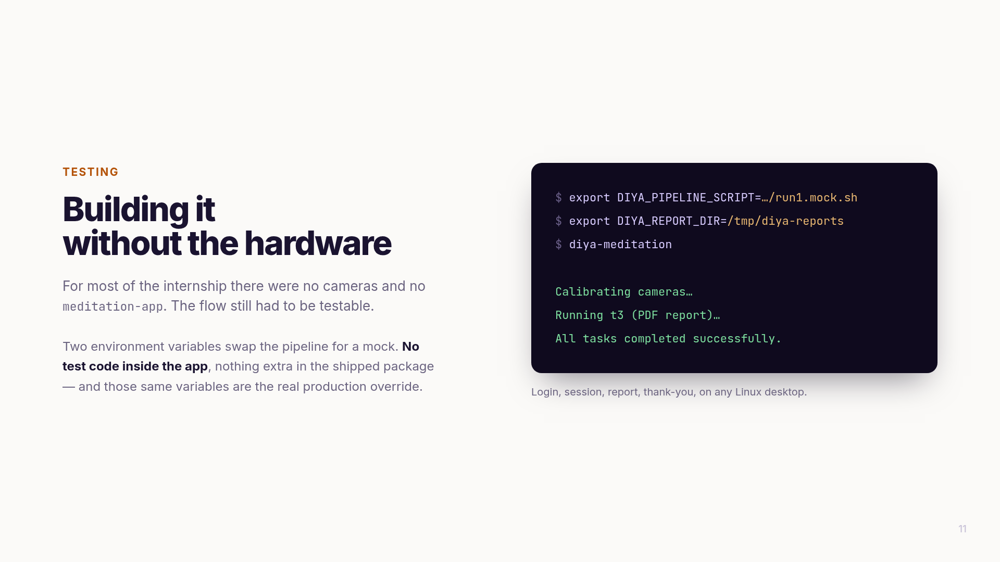 TESTING
Building it
without the hardware
For most of the internship there were no cameras and no
meditation-app. The flow still had to be testable.
Two environment variables swap the pipeline for a mock. No
test code inside the app, nothing extra in the shipped package
— and those same variables are the real production override.
$ export DIYA_PIPELINE_SCRIPT=…/run1.mock.sh
$ export DIYA_REPORT_DIR=/tmp/diya-reports
$ diya-meditation
Calibrating cameras…
Running t3 (PDF report)…
All tasks completed successfully.
Login, session, report, thank-you, on any Linux desktop.
11